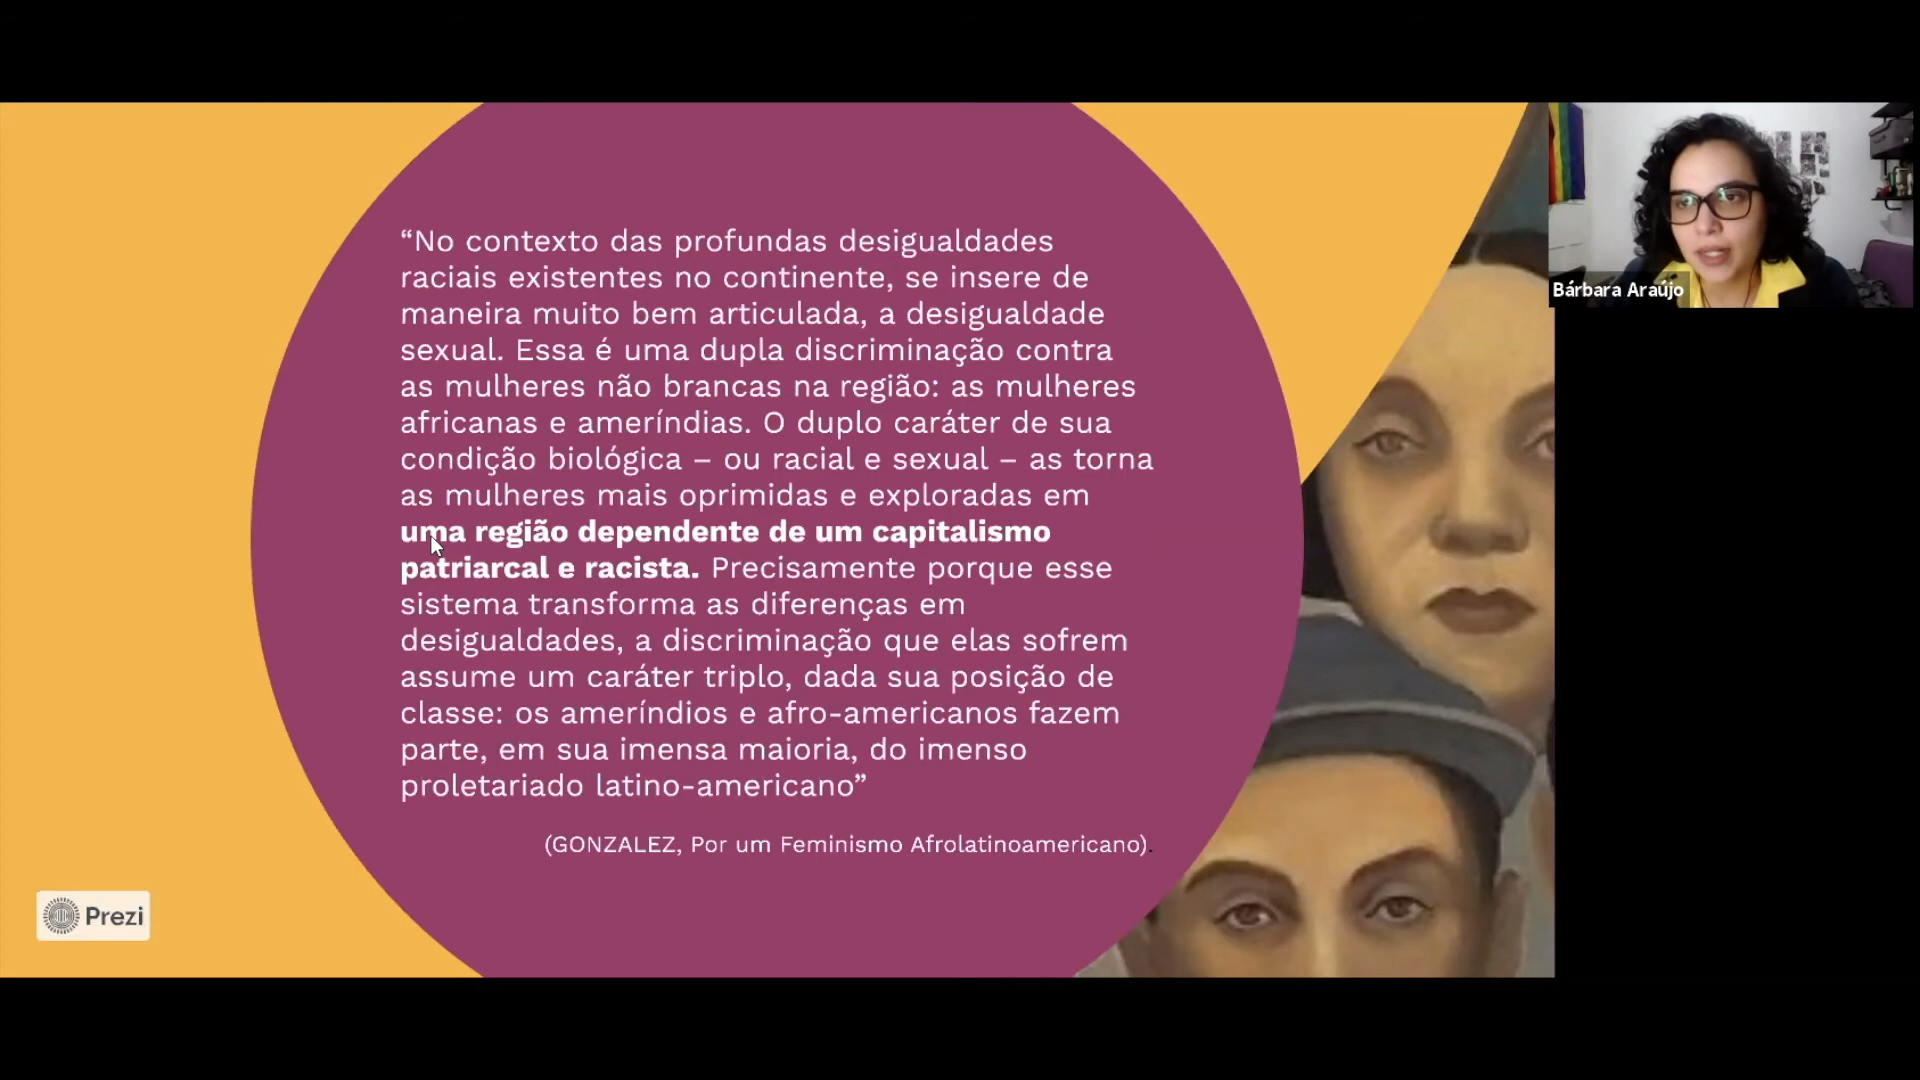 “No contexto das profundas desigualdades
raciais existentes no continente, se insere de
maneira muito bem articulada, a desigualdade
sexual. Essa é uma dupla discriminação contra
as mulheres não brancas na região: as mulheres
africanas e ameríndias. O duplo caráter de sua
condição biológica – ou racial e sexual – as torna
as mulheres mais oprimidas e exploradas em
uma região dependente de um capitalismo
patriarcal e racista. Precisamente porque esse
sistema transforma as diferenças em
desigualdades, a discriminação que elas sofrem
assume um caráter triplo, dada sua posição de
classe: os ameríndios e afro-americanos fazem
parte, em sua imensa maioria, do imenso
proletariado latino-americano”
(GONZALEZ, Por um Feminismo Afrolatinoamericano).
Prezi
Bárbara Araújo